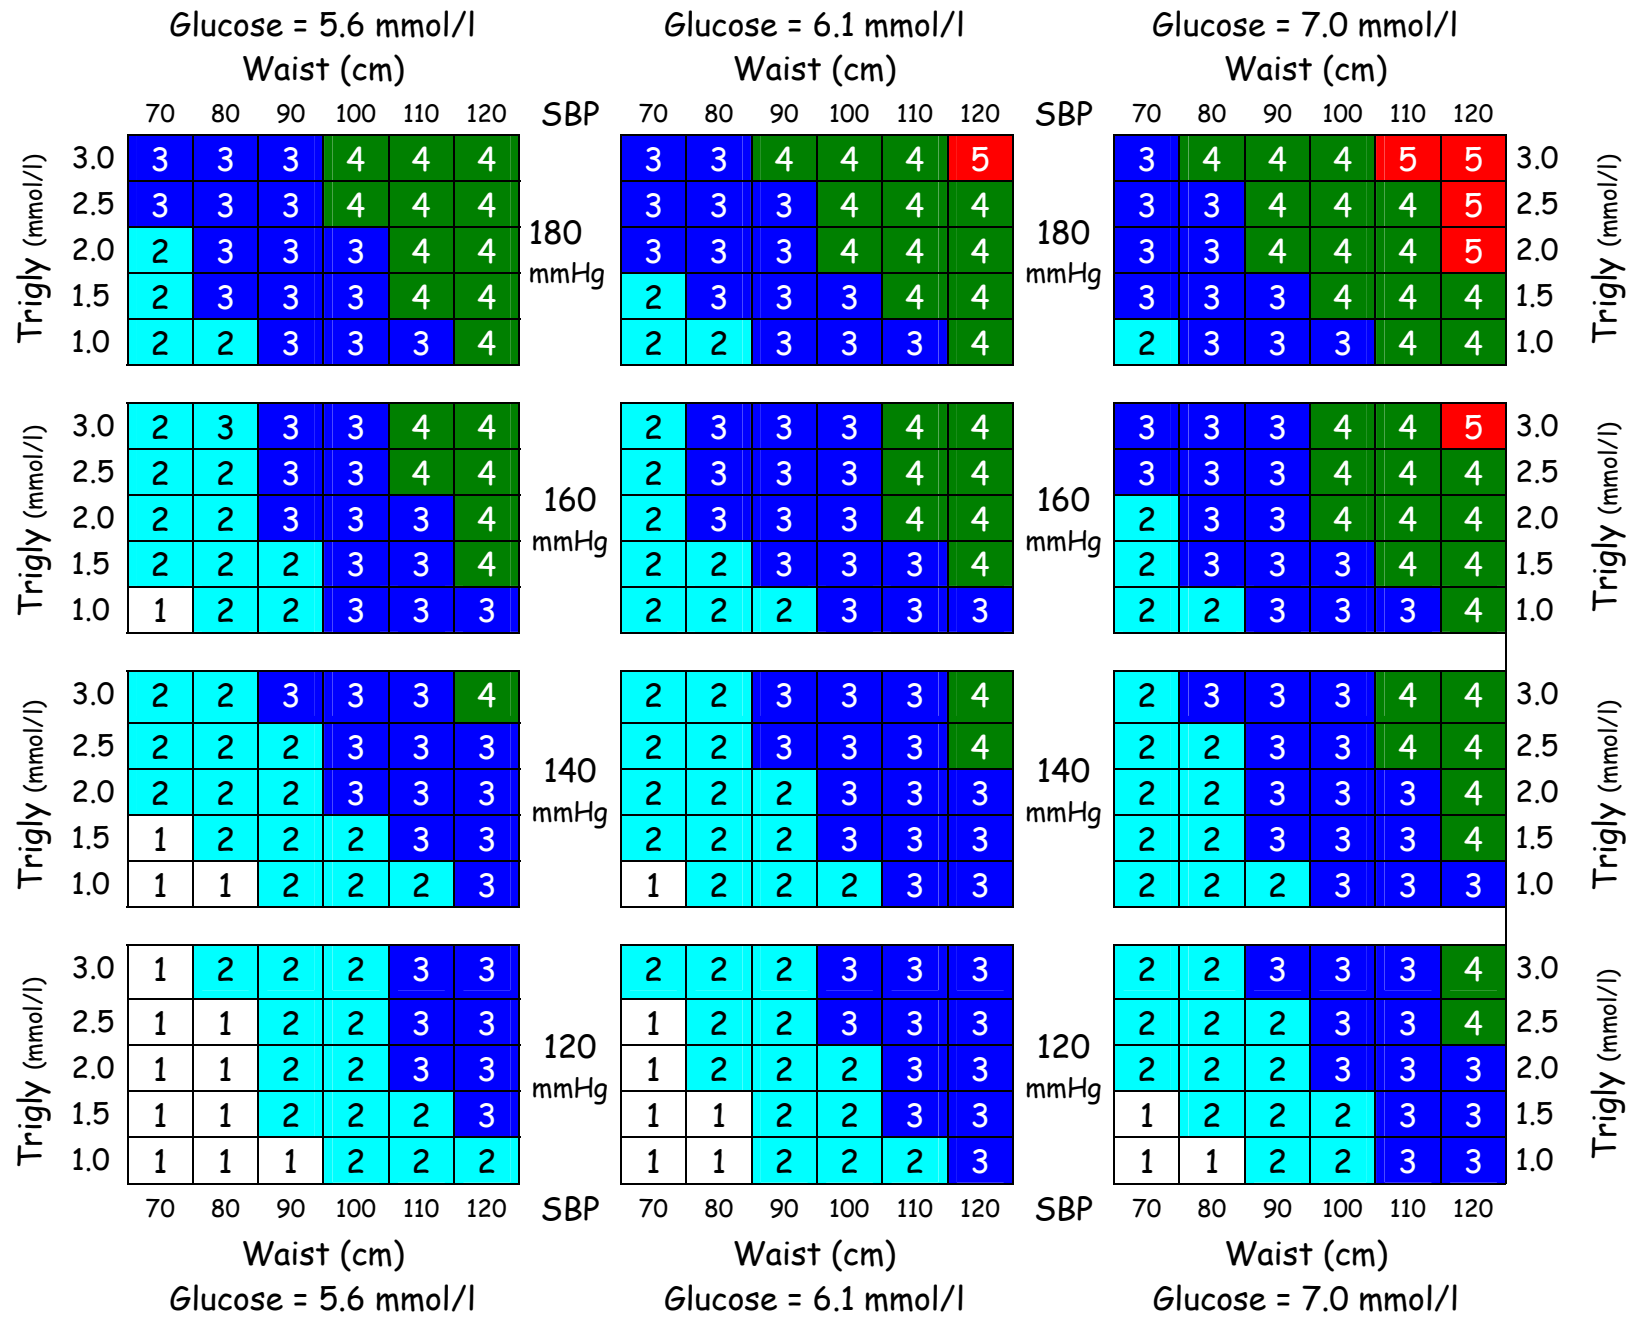 Glucose = 5.6 mmol/l Glucose = 6.1 mmol/l Glucose = 7.0 mmol/l
Waist (cm) Waist (cm) Waist (cm)
70 80 90 100 110 120 SBP 70 80 90 100 110 120 SBP 70 80 90 100 110 120
Trigly (mmol/l) Trigly (mmol/l)
3.0 3 3 3 4 4 4 3 3 4 4 4 5 3 4 4 4 5 5 3.0
2.5 3 3 3 4 4 4 3 3 3 4 4 4 3 3 4 4 4 5 2.5
180 mmHg 180 mmHg
2.0 2 3 3 3 4 4 3 3 3 4 4 4 3 3 4 4 4 5 2.0
1.5 2 3 3 3 4 4 2 3 3 3 4 4 3 3 3 4 4 4 1.5
1.0 2 2 3 3 3 4 2 2 3 3 3 4 2 3 3 3 4 4 1.0
Trigly (mmol/l) Trigly (mmol/l)
3.0 2 3 3 3 4 4 2 3 3 3 4 4 3 3 3 4 4 5 3.0
2.5 2 2 3 3 4 4 2 3 3 3 4 4 3 3 3 4 4 4 2.5
160 mmHg 160 mmHg
2.0 2 2 3 3 3 4 2 3 3 3 4 4 2 3 3 4 4 4 2.0
1.5 2 2 2 3 3 4 2 2 3 3 3 4 2 3 3 3 4 4 1.5
1.0 1 2 2 3 3 3 2 2 2 3 3 3 2 2 3 3 3 4 1.0
Trigly (mmol/l) Trigly (mmol/l)
3.0 2 2 3 3 3 4 2 2 3 3 3 4 2 3 3 3 4 4 3.0
2.5 2 2 2 3 3 3 2 2 3 3 3 4 2 2 3 3 4 4 2.5
140 mmHg 140 mmHg
2.0 2 2 2 3 3 3 2 2 2 3 3 3 2 2 3 3 3 4 2.0
1.5 1 2 2 2 3 3 2 2 2 3 3 3 2 2 3 3 3 4 1.5
1.0 1 1 2 2 2 3 1 2 2 2 3 3 2 2 2 3 3 3 1.0
Trigly (mmol/l) Trigly (mmol/l)
3.0 1 2 2 2 3 3 2 2 2 3 3 3 2 2 3 3 3 4 3.0
2.5 1 1 2 2 3 3 1 2 2 3 3 3 2 2 2 3 3 4 2.5
120 mmHg 120 mmHg
2.0 1 1 2 2 3 3 1 2 2 2 3 3 2 2 2 3 3 3 2.0
1.5 1 1 2 2 2 3 1 1 2 2 3 3 1 2 2 2 3 3 1.5
1.0 1 1 1 2 2 2 1 1 2 2 2 3 1 1 2 2 3 3 1.0
70 80 90 100 110 120 SBP 70 80 90 100 110 120 SBP 70 80 90 100 110 120
Waist (cm) Waist (cm) Waist (cm)
Glucose = 5.6 mmol/l Glucose = 6.1 mmol/l Glucose = 7.0 mmol/l